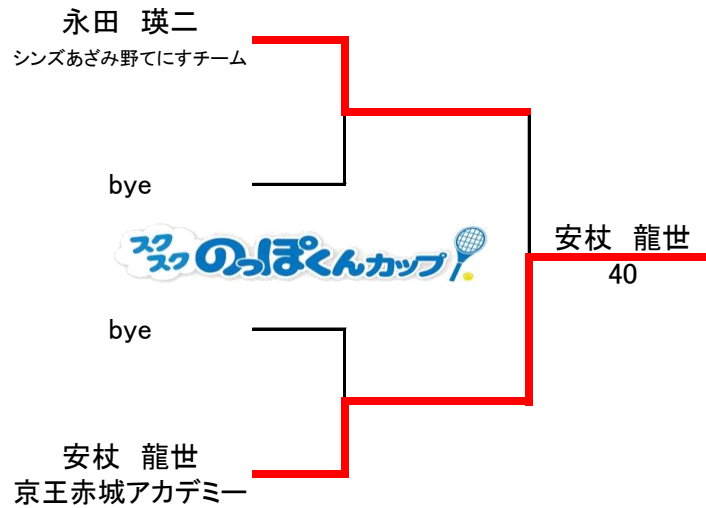 永田　瑛二
シンズあざみ野てにすチーム
bye
スクスクのっぽくんカップ
安杖　龍世
40
bye
安杖　龍世
京王赤城アカデミー